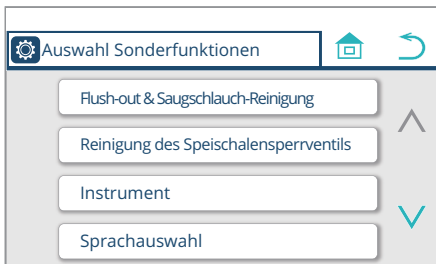 Auswahl Sonderfunktionen
Flush-out & Saugschlauch-Reinigung
Reinigung des Speischalensperrventils
Instrument
Sprachauswahl